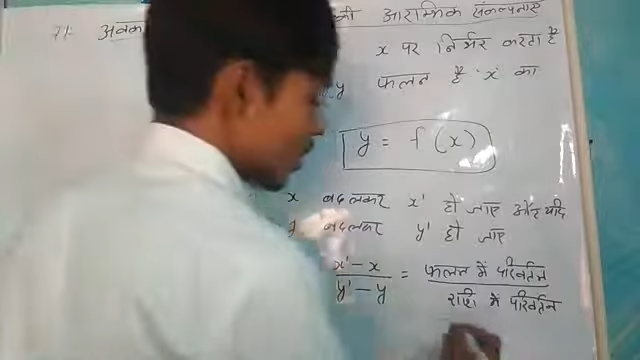 71. अवक आरम्भिक संकल्पनाएं
x पर निर्भर करता है
y फलन है 'x' का
y = f(x)
x बदलकर x' हो जाए और यदि
y बदलकर y' हो जाए
x' - x / y' - y = फलन में परिवर्तन / राशि में परिवर्तन